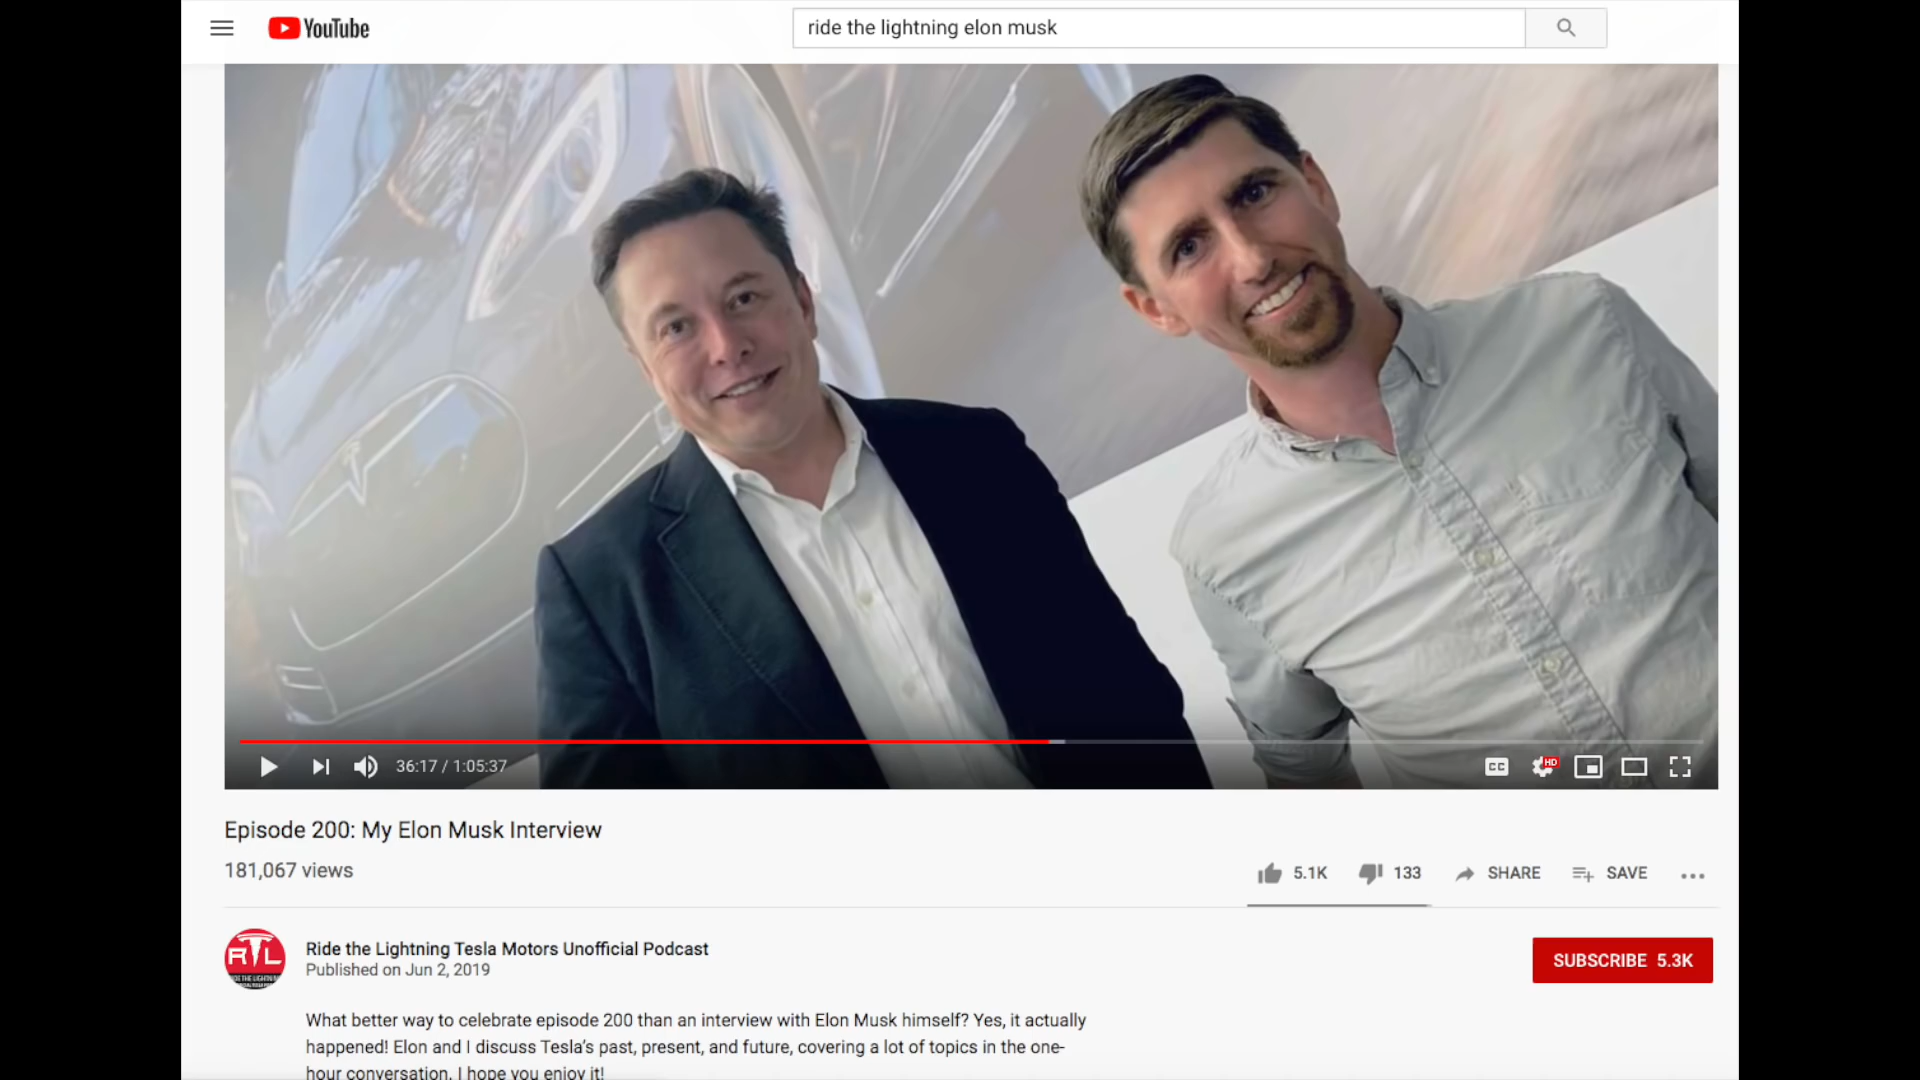 YouTube
ride the lightning elon musk
36:17 / 1:05:37
CC
HD
Episode 200: My Elon Musk Interview
181,067 views
5.1K
133
SHARE
SAVE
RTL
Ride the Lightning Tesla Motors Unofficial Podcast
Published on Jun 2, 2019
SUBSCRIBE 5.3K
What better way to celebrate episode 200 than an interview with Elon Musk himself? Yes, it actually
happened! Elon and I discuss Tesla's past, present, and future, covering a lot of topics in the one-
hour conversation. I hope you enjoy it!